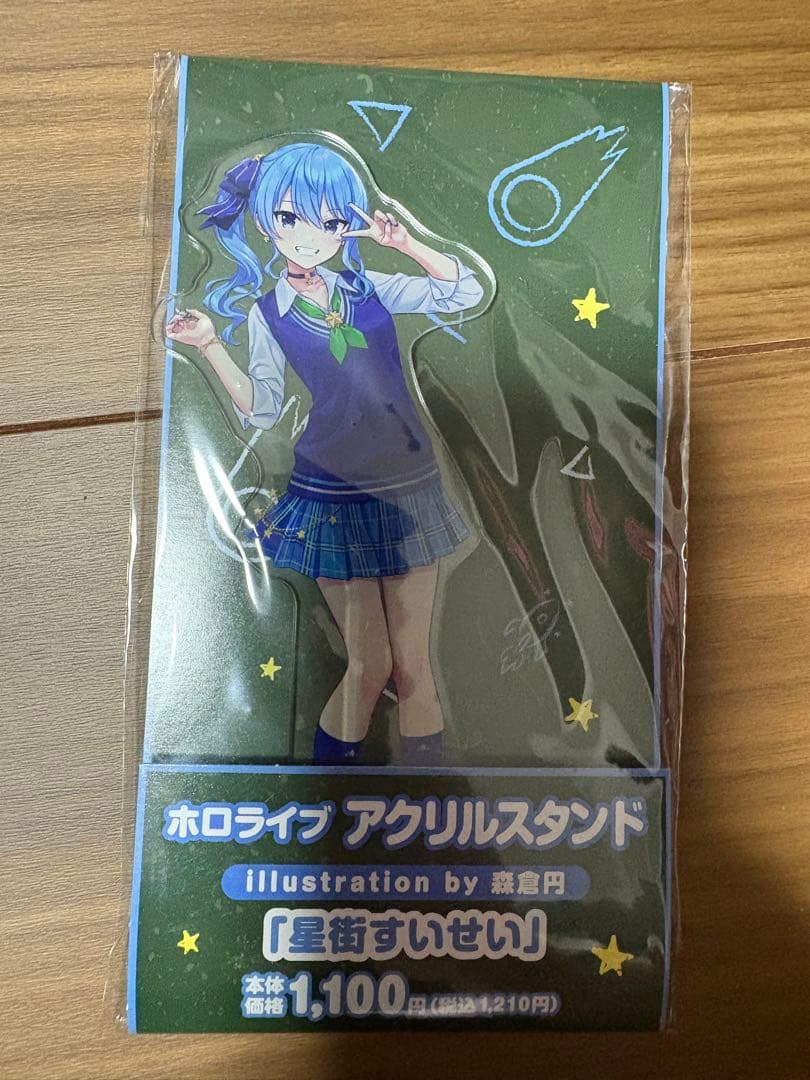 ホロライブ アクリルスタンド
illustration by 森倉円
「星街すいせい」
本体価格1,100円(税込1,210円)